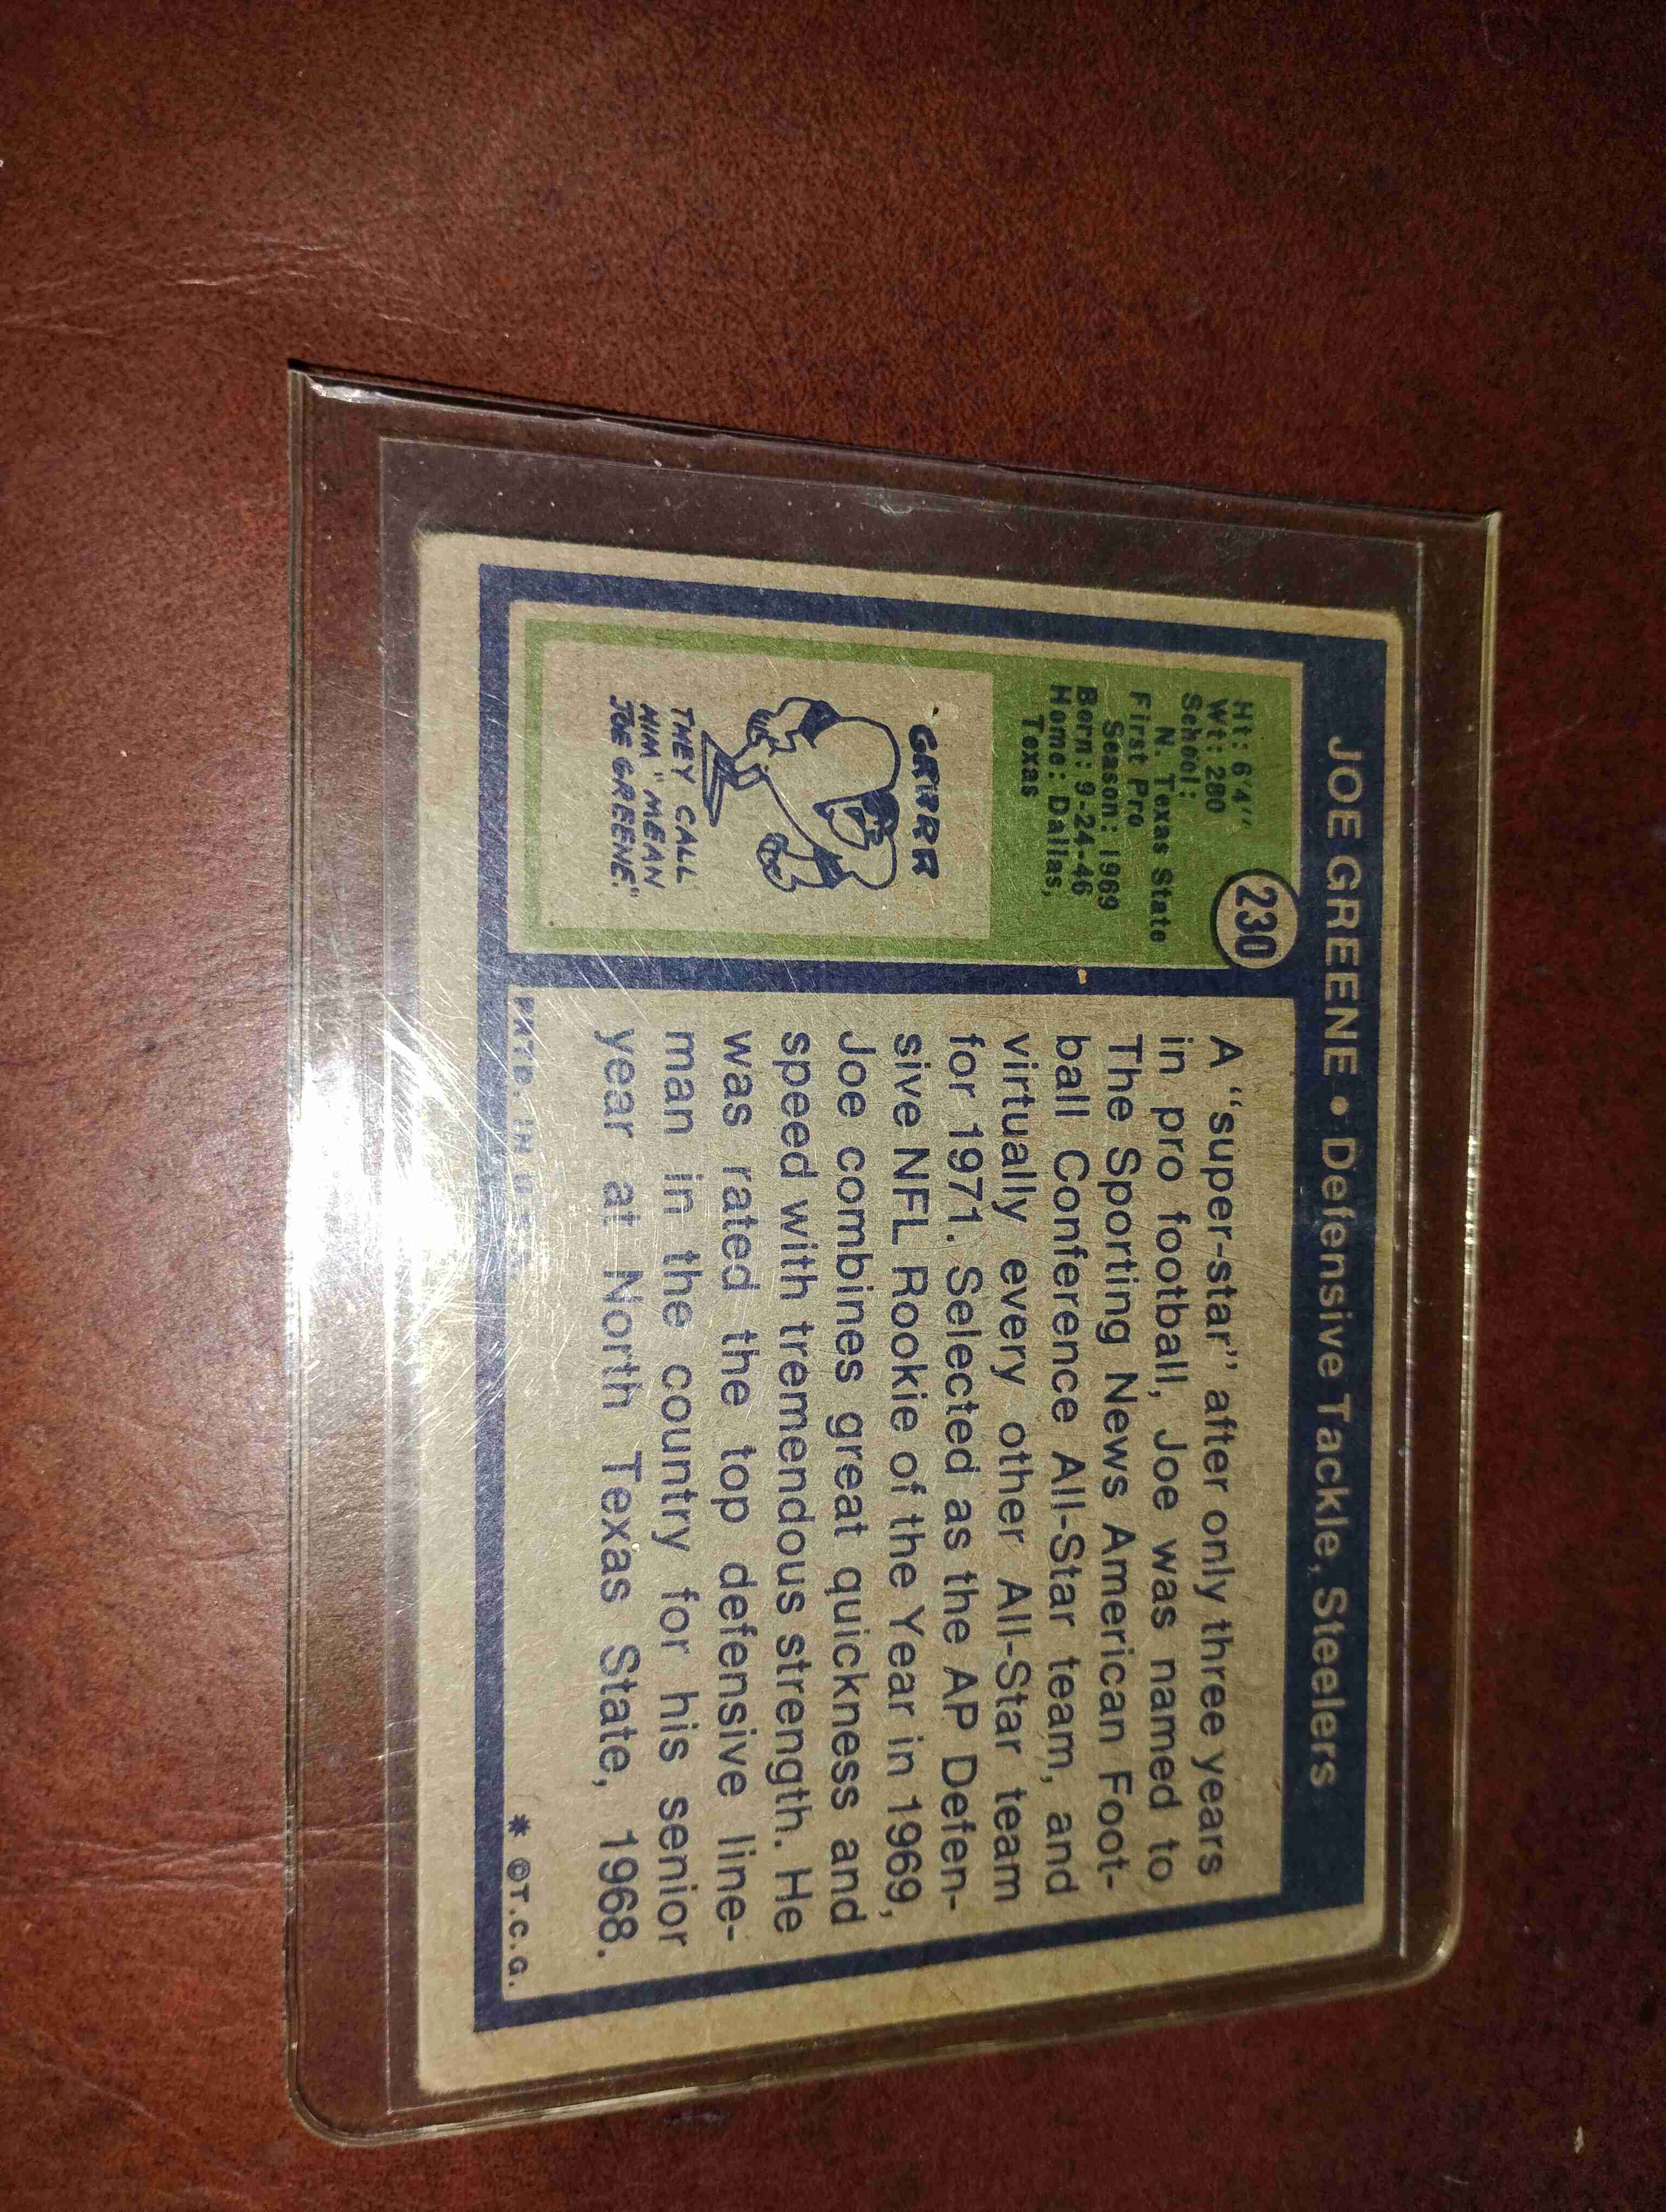 JOE GREENE • Defensive Tackle, Steelers
230
Ht: 6'4"
Wt: 280
School:
N. Texas State
First Pro
Season: 1969
Born: 9-24-46
Home: Dallas,
Texas
GRRRR
THEY CALL
HIM "MEAN
JOE GREENE."
A "super-star" after only three years
in pro football, Joe was named to
The Sporting News American Foot-
ball Conference All-Star team, and
virtually every other All-Star team
for 1971. Selected as the AP Defen-
sive NFL Rookie of the Year in 1969,
Joe combines great quickness and
speed with tremendous strength. He
was rated the top defensive line-
man in the country for his senior
year at North Texas State, 1968.
* ©T.C.G. PRTD. IN